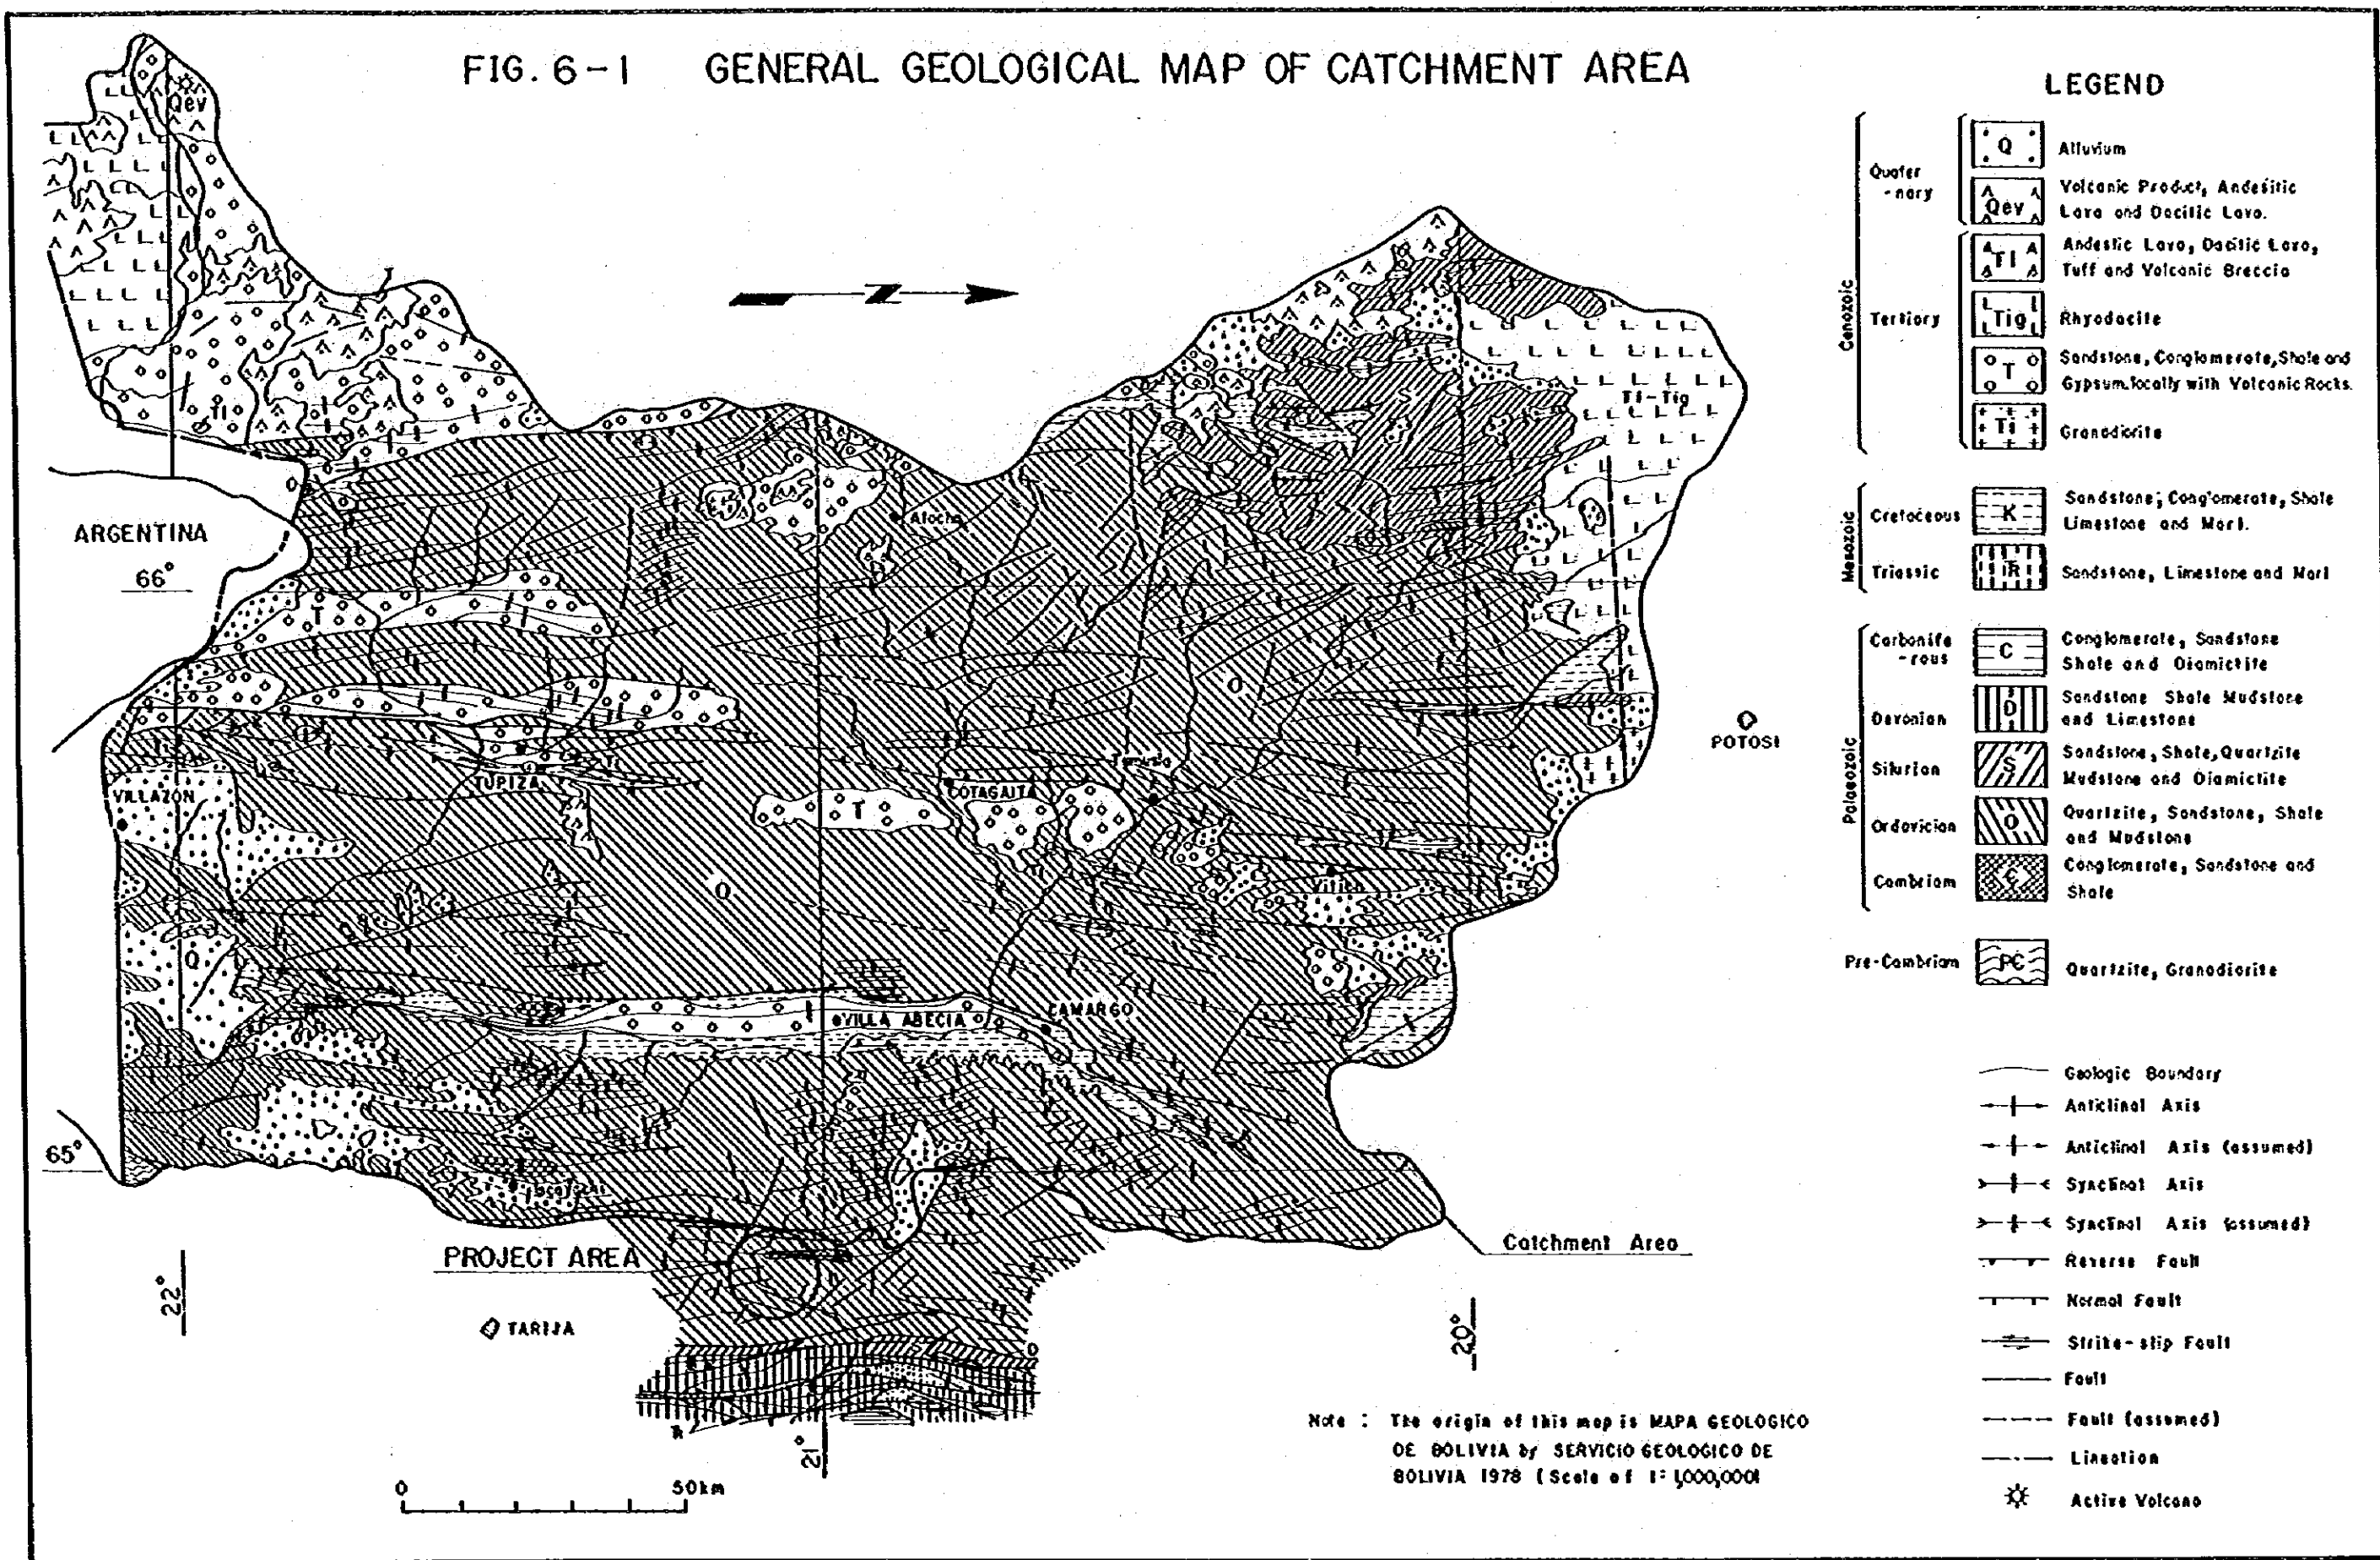 FIG. 6-1 GENERAL GEOLOGICAL MAP OF CATCHMENT AREA
Qev
Tl
ARGENTINA
66°
T
VILLAZON
TUPIZA
Atocha
S
Tl-Tig
O
POTOSI
COTAGAITA
T
O
Vitichi
Q
VILLA ABECIA
CAMARGO
65°
PROJECT AREA
Catchment Area
TARIJA
22°
21°
20°
S
D
0 50km
Note : The origin of this map is MAPA GEOLOGICO
DE BOLIVIA by SERVICIO GEOLOGICO DE
BOLIVIA 1978 (Scale of 1:1,000,000)
LEGEND
Cenozoic
Quater
-nary
Q Alluvium
Qev Volcanic Product, Andesitic
Lava and Dacitic Lava.
Tertiary
Tl Andestic Lava, Dacitic Lava,
Tuff and Volcanic Breccia
Tig Rhyodacite
T Sandstone, Conglomerate, Shale and
Gypsum, locally with Volcanic Rocks.
Ti Granodiorite
Mesozoic
Cretaceous K Sandstone, Conglomerate, Shale
Limestone and Marl.
Triassic TR Sandstone, Limestone and Marl
Palaeozoic
Carbonife
-rous
C Conglomerate, Sandstone
Shale and Diamictite
Devonian D Sandstone Shale Mudstone
and Limestone
Silurian S Sandstone, Shale, Quartzite
Mudstone and Diamictite
Ordovician O Quartzite, Sandstone, Shale
and Mudstone
Cambriam Є Conglomerate, Sandstone and
Shale
Pre-Cambriam PC Quartzite, Granodiorite
Geologic Boundary
Anticlinal Axis
Anticlinal Axis (assumed)
Synclinal Axis
Synclinal Axis (assumed)
Reverse Fault
Normal Fault
Strike-slip Fault
Fault
Fault (assumed)
Lineation
Active Volcano